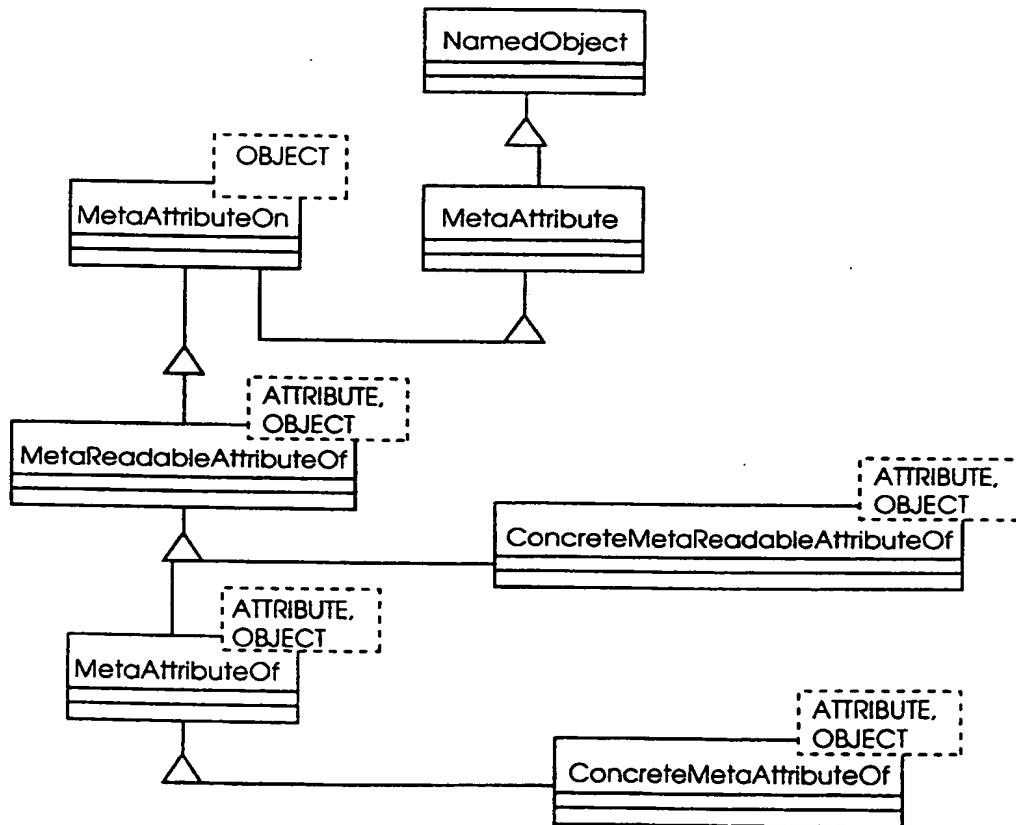 NamedObject
OBJECT
MetaAttributeOn
MetaAttribute
ATTRIBUTE,
OBJECT
MetaReadableAttributeOf
ATTRIBUTE,
OBJECT
ConcreteMetaReadableAttributeOf
ATTRIBUTE,
OBJECT
MetaAttributeOf
ATTRIBUTE,
OBJECT
ConcreteMetaAttributeOf